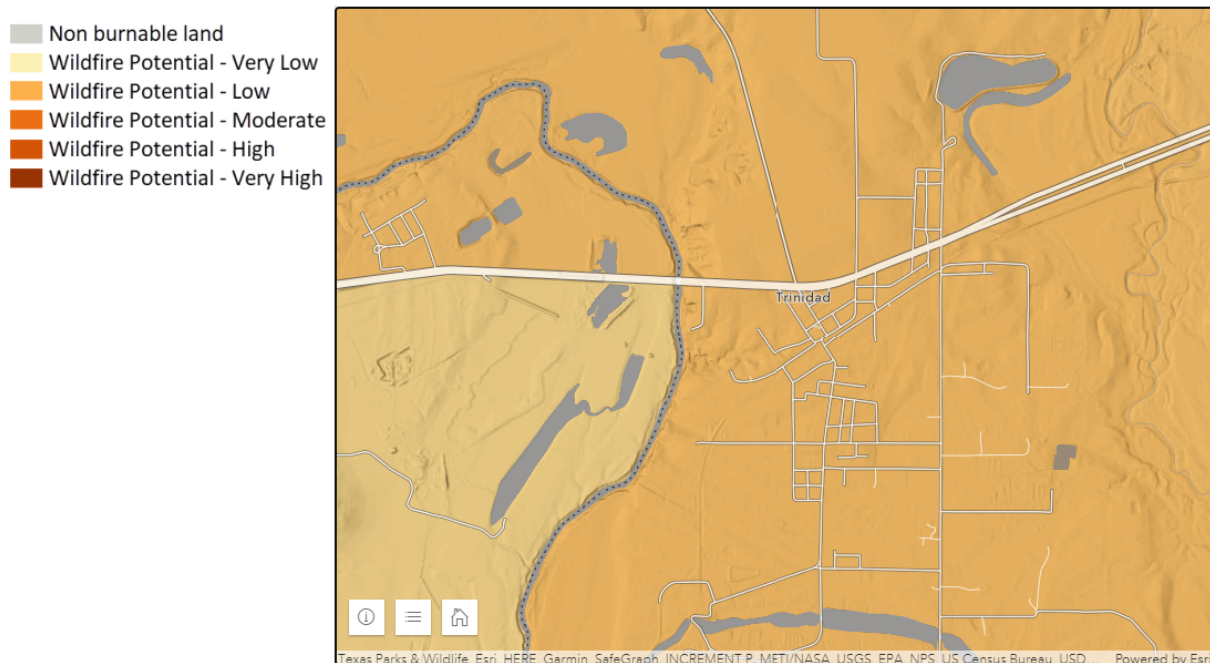 Non burnable land
Wildfire Potential - Very Low
Wildfire Potential - Low
Wildfire Potential - Moderate
Wildfire Potential - High
Wildfire Potential - Very High
Trinidad
Texas Parks & Wildlife, Esri, HERE, Garmin, SafeGraph, INCREMENT P, METI/NASA, USGS, EPA, NPS, US Census Bureau, USD... Powered by Esri